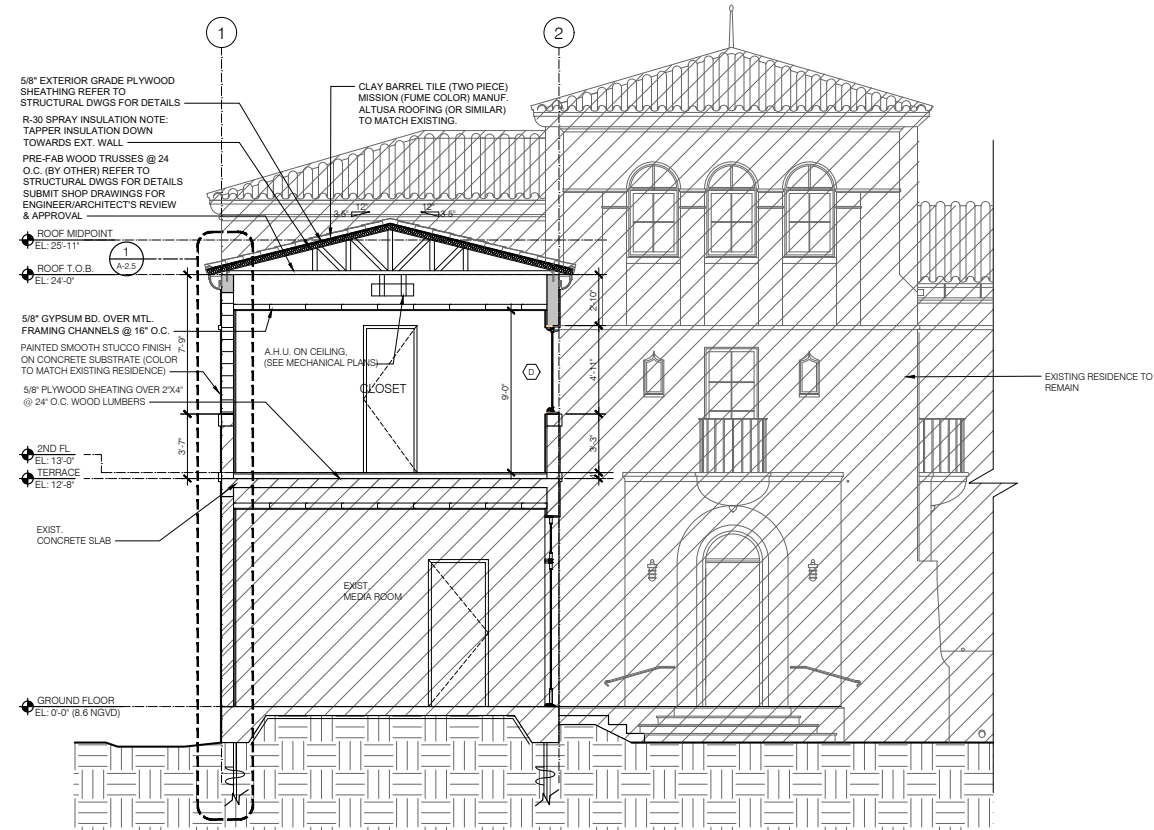 1
2
5/8" EXTERIOR GRADE PLYWOOD
SHEATHING REFER TO
STRUCTURAL DWGS FOR DETAILS
R-30 SPRAY INSULATION NOTE:
TAPPER INSULATION DOWN
TOWARDS EXT. WALL
PRE-FAB WOOD TRUSSES @ 24
O.C. (BY OTHER) REFER TO
STRUCTURAL DWGS FOR DETAILS
SUBMIT SHOP DRAWINGS FOR
ENGINEER/ARCHITECT'S REVIEW
& APPROVAL
CLAY BARREL TILE (TWO PIECE)
MISSION (FUME COLOR) MANUF.
ALTUSA ROOFING (OR SIMILAR)
TO MATCH EXISTING.
12"
3.5"
12"
3.5"
ROOF MIDPOINT
EL: 25'-11"
1
A-2.5
ROOF T.O.B.
EL: 24'-0"
2'-10"
5/8" GYPSUM BD. OVER MTL.
FRAMING CHANNELS @ 16" O.C.
7'-9"
PAINTED SMOOTH STUCCO FINISH
ON CONCRETE SUBSTRATE (COLOR
TO MATCH EXISTING RESIDENCE)
5/8" PLYWOOD SHEATING OVER 2"X4"
@ 24" O.C. WOOD LUMBERS
A.H.U. ON CEILING,
(SEE MECHANICAL PLANS)
CLOSET
9'-0"
D
4'-11"
EXISTING RESIDENCE TO
REMAIN
3'-7"
3'-3"
2ND FL
EL: 13'-0"
TERRACE
EL: 12'-8"
4"
EXIST.
CONCRETE SLAB
EXIST.
MEDIA ROOM
GROUND FLOOR
EL: 0'-0" (8.6 NGVD)